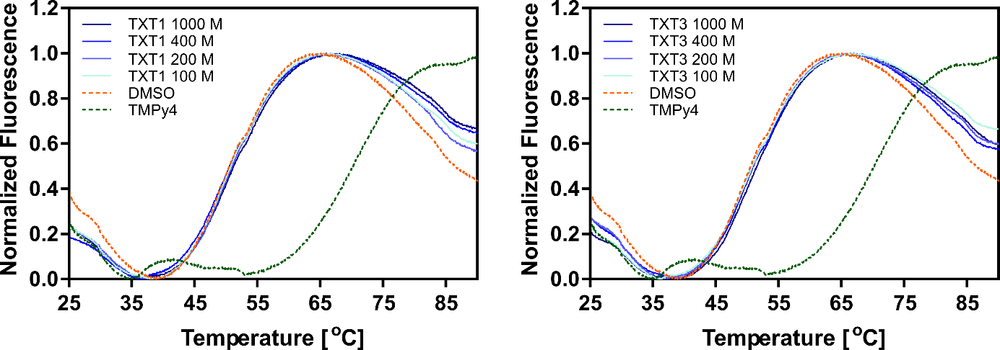 Normalized Fluorescence
1.2
1.0
0.8
0.6
0.4
0.2
0.0
TXT1 1000 M
TXT1 400 M
TXT1 200 M
TXT1 100 M
DMSO
TMPy4
25 35 45 55 65 75 85
Temperature [ºC]
Normalized Fluorescence
1.2
1.0
0.8
0.6
0.4
0.2
0.0
TXT3 1000 M
TXT3 400 M
TXT3 200 M
TXT3 100 M
DMSO
TMPy4
25 35 45 55 65 75 85
Temperature [ºC]